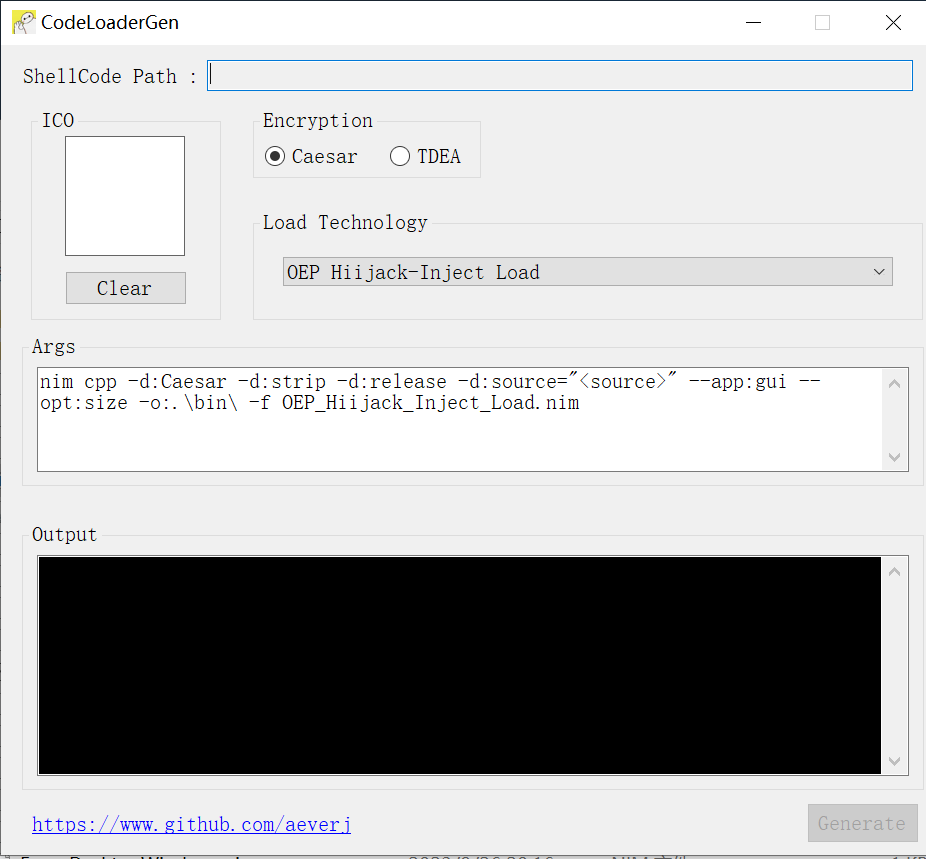 CodeLoaderGen
ShellCode Path :
ICO
Encryption
Caesar
TDEA
Load Technology
OEP Hiijack-Inject Load
Clear
Args
nim cpp -d:Caesar -d:strip -d:release -d:source="<source>" --app:gui --
opt:size -o:.\bin\ -f OEP_Hiijack_Inject_Load.nim
Output
https://www.github.com/aeverj
Generate